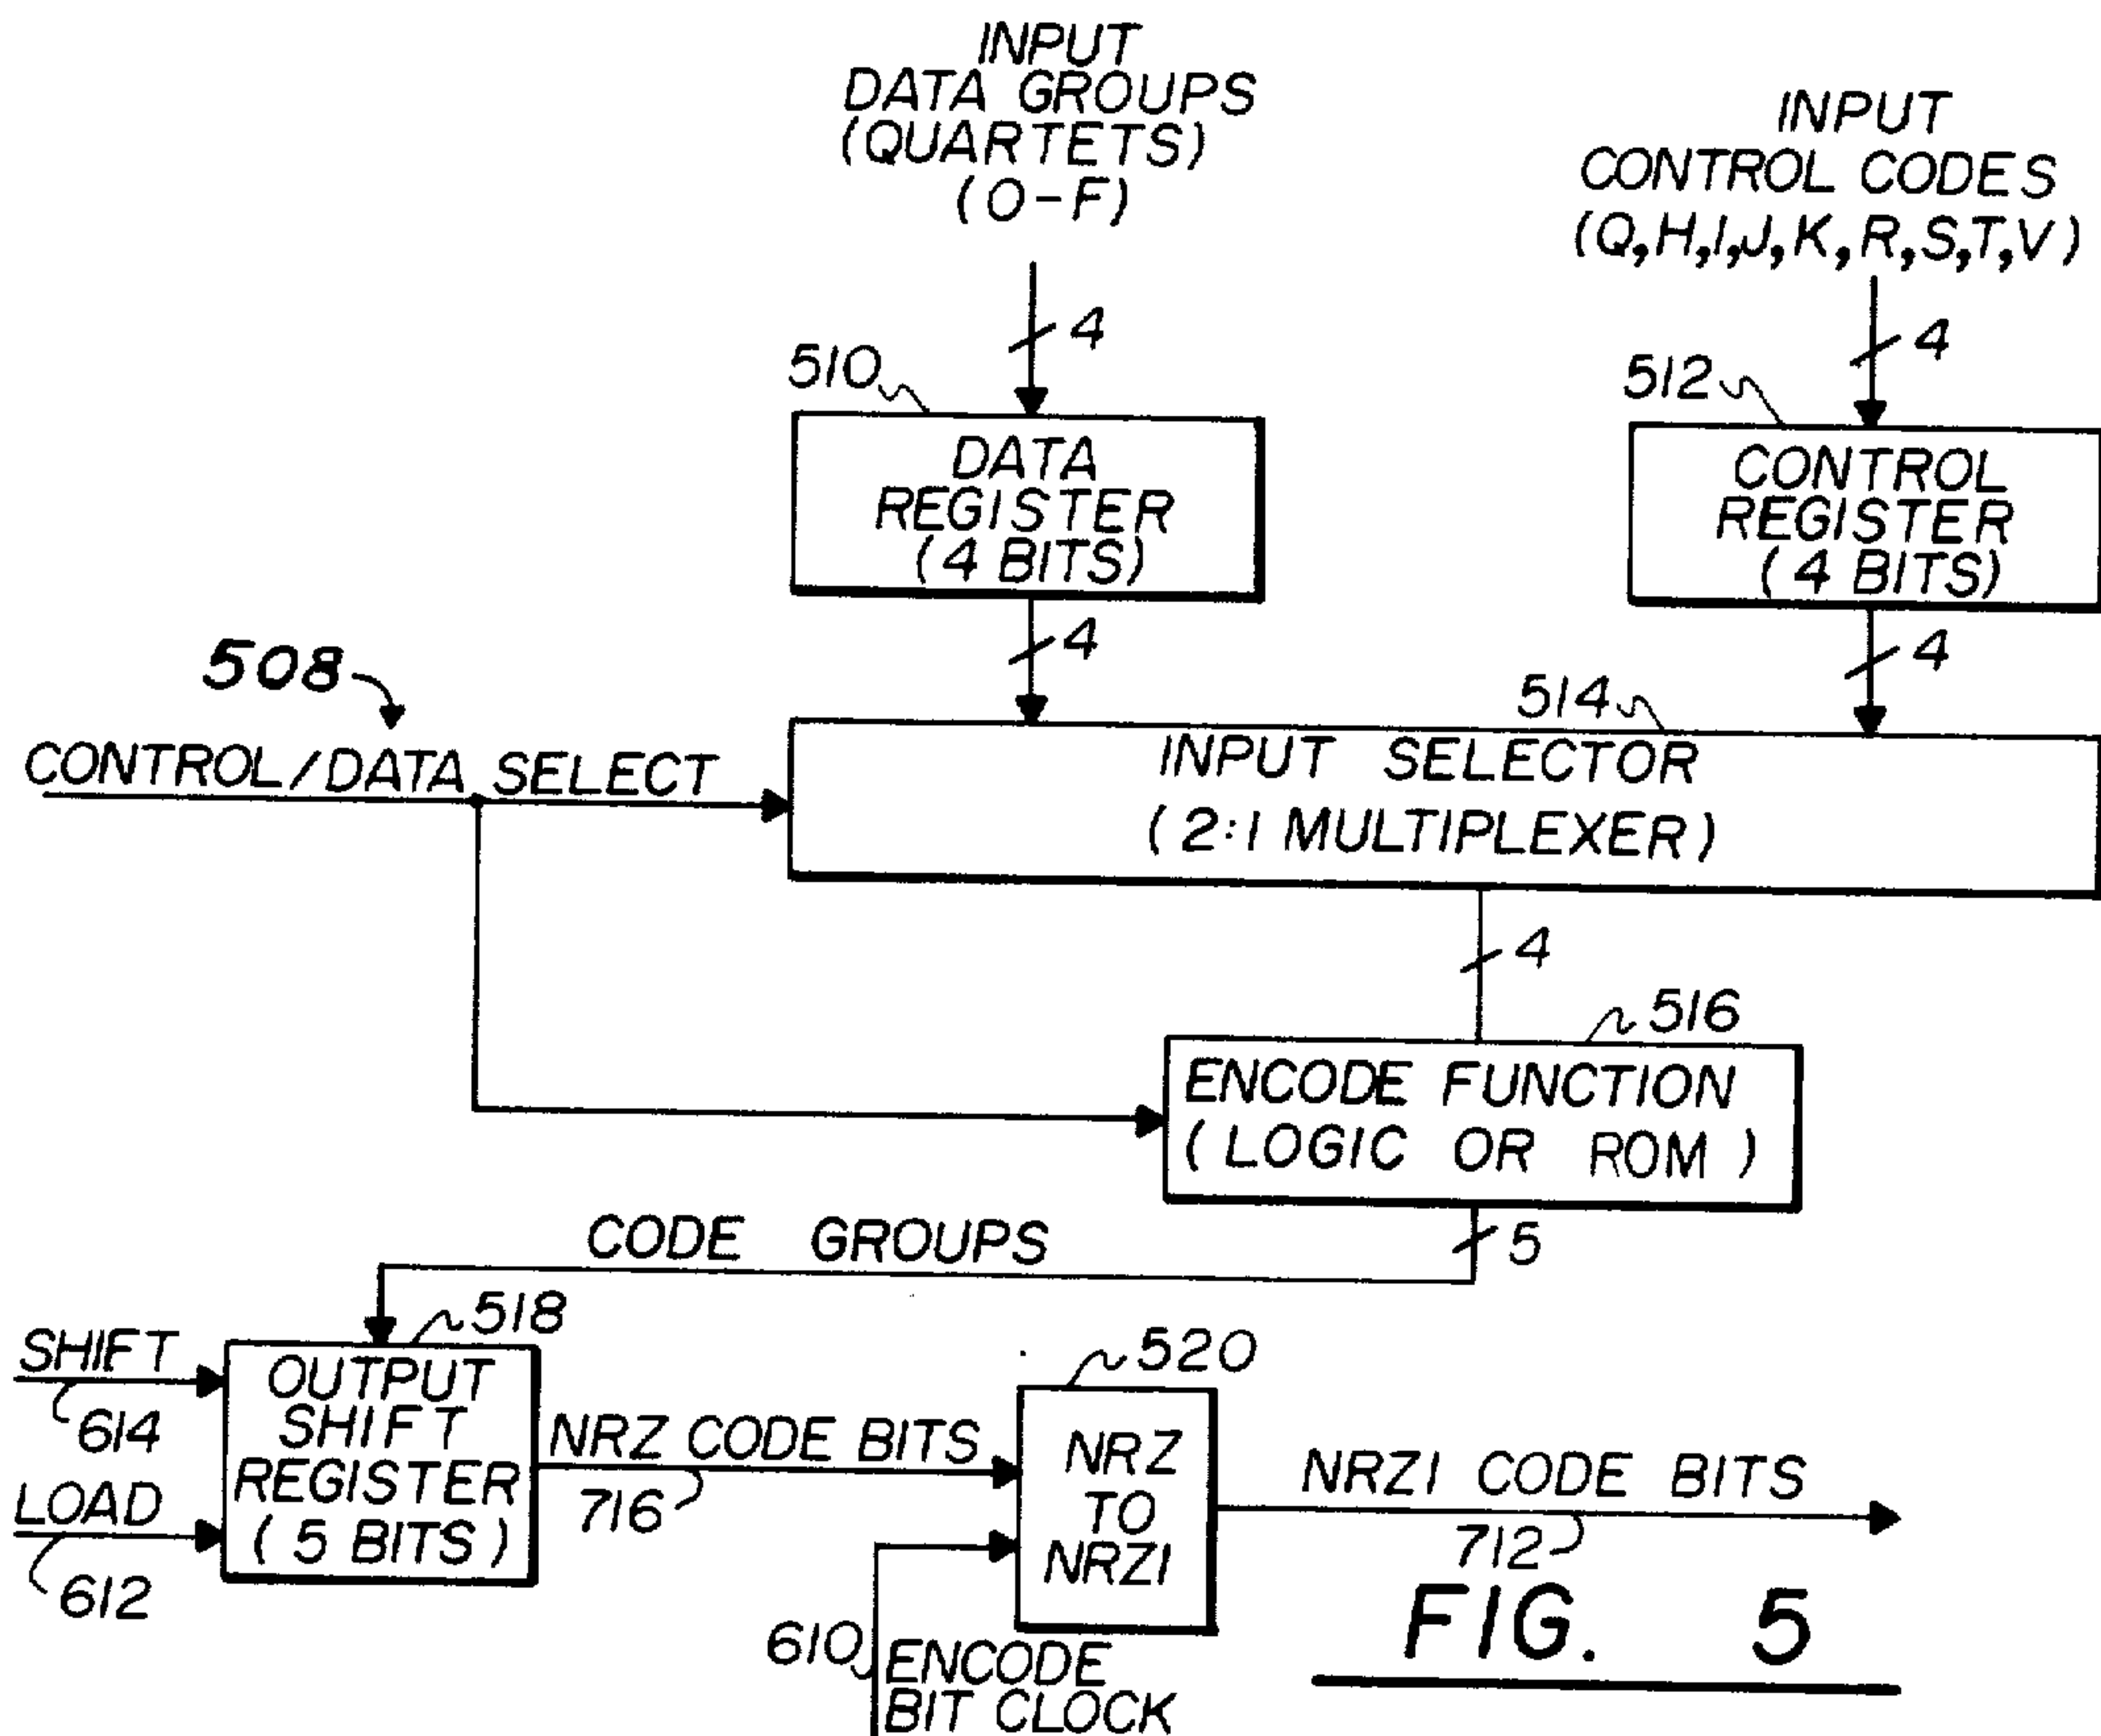 INPUT
DATA GROUPS
(QUARTETS)
(0-F)
INPUT
CONTROL CODES
(Q,H,I,J,K,R,S,T,V)
4
4
510
512
DATA
REGISTER
(4 BITS)
CONTROL
REGISTER
(4 BITS)
4
4
508
514
CONTROL/DATA SELECT
INPUT SELECTOR
(2:1 MULTIPLEXER)
4
516
ENCODE FUNCTION
(LOGIC OR ROM)
5
CODE GROUPS
518
SHIFT
614
LOAD
612
OUTPUT
SHIFT
REGISTER
(5 BITS)
NRZ CODE BITS
716
520
NRZ
TO
NRZI
NRZI CODE BITS
712
610
ENCODE
BIT CLOCK
FIG. 5